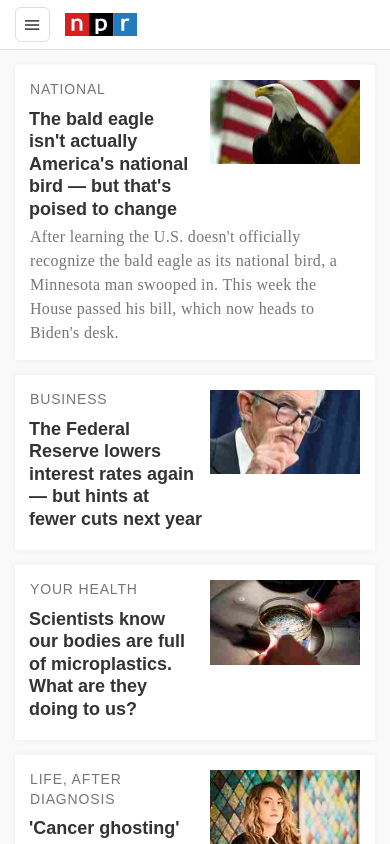 npr
NATIONAL
The bald eagle
isn't actually
America's national
bird — but that's
poised to change
After learning the U.S. doesn't officially
recognize the bald eagle as its national bird, a
Minnesota man swooped in. This week the
House passed his bill, which now heads to
Biden's desk.
BUSINESS
The Federal
Reserve lowers
interest rates again
— but hints at
fewer cuts next year
YOUR HEALTH
Scientists know
our bodies are full
of microplastics.
What are they
doing to us?
LIFE, AFTER
DIAGNOSIS
'Cancer ghosting'